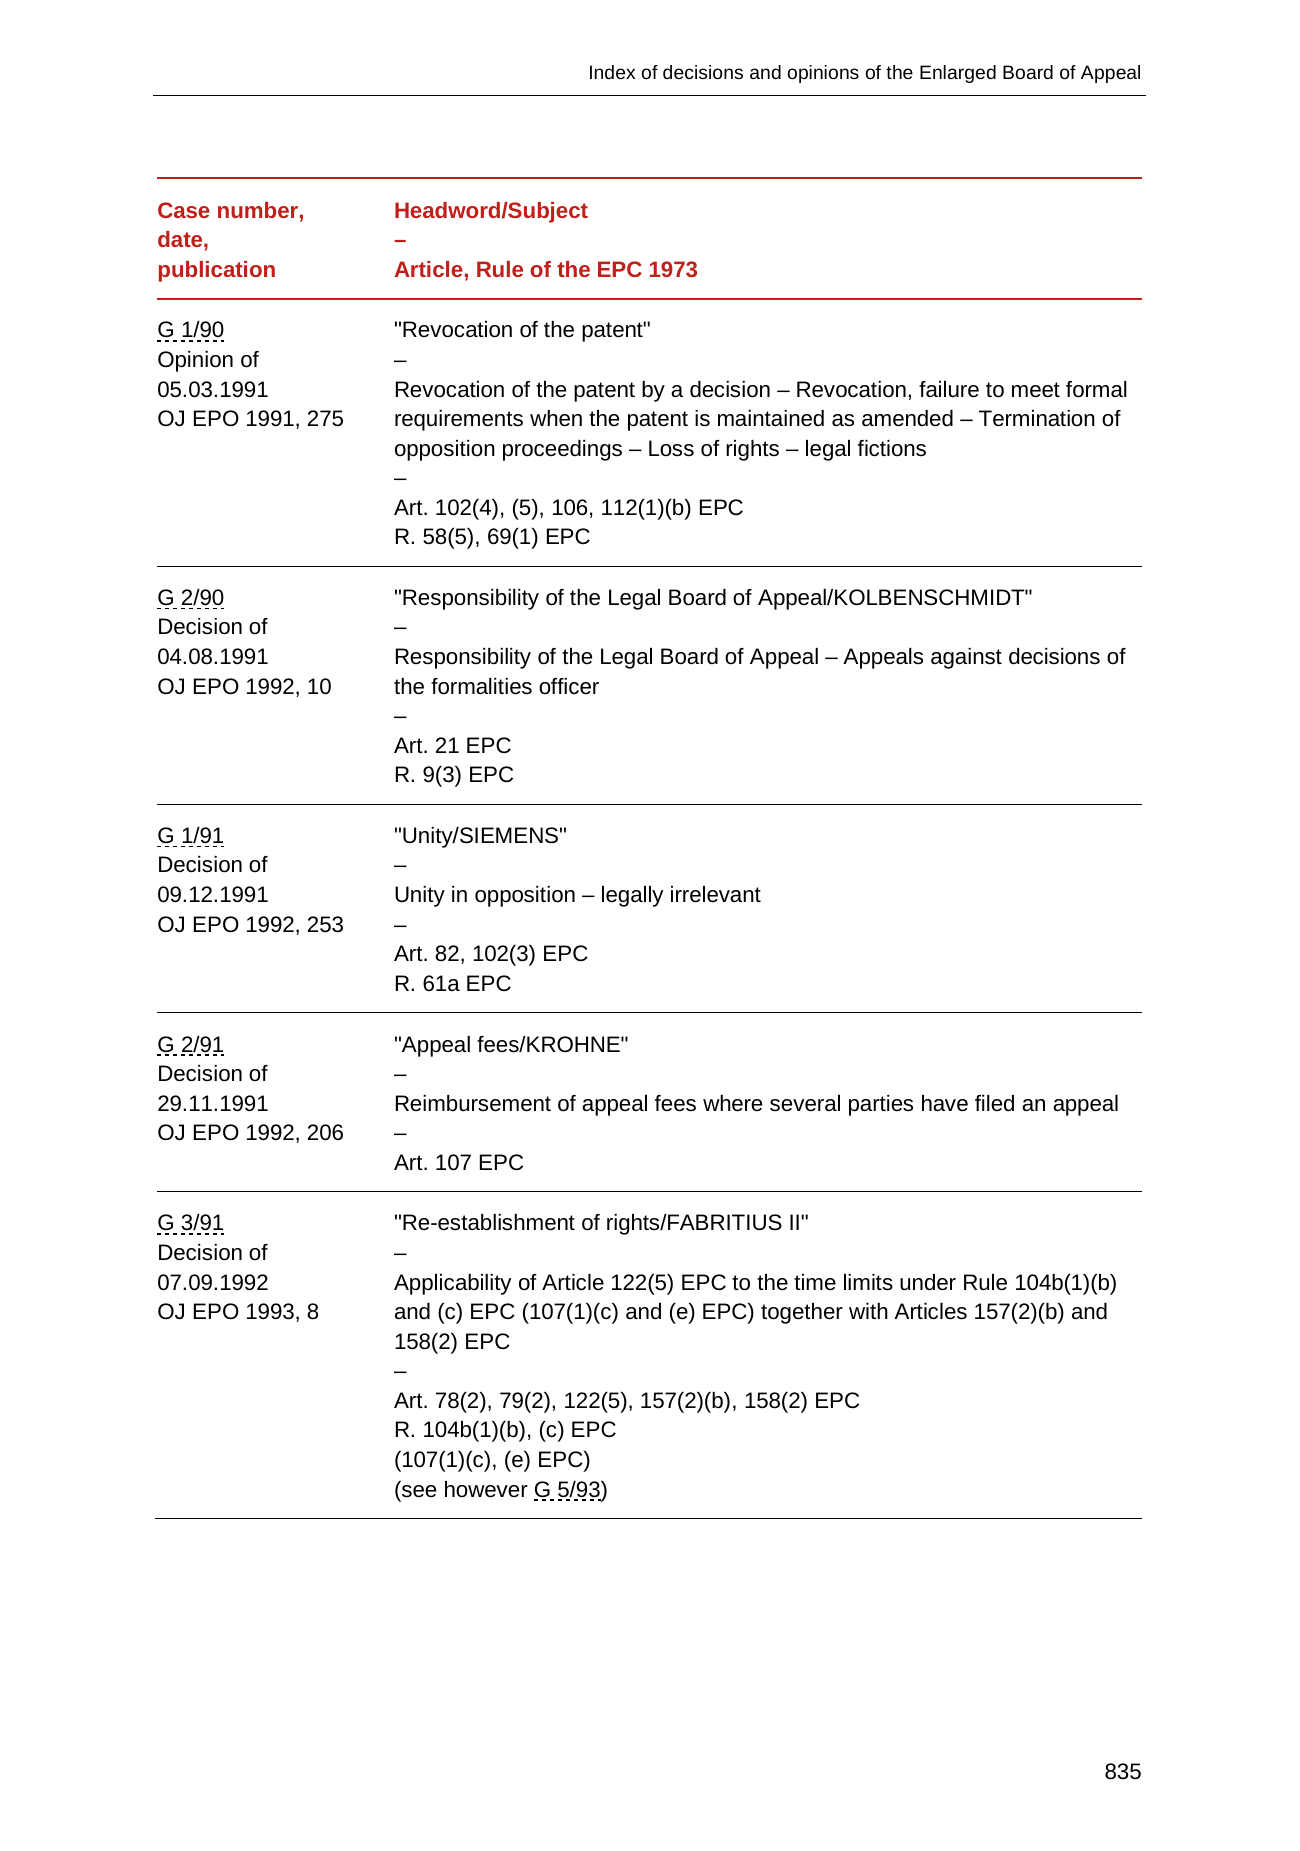 Index of decisions and opinions of the Enlarged Board of Appeal
Case number,
date,
publication
Headword/Subject
–
Article, Rule of the EPC 1973
G 1/90
Opinion of
05.03.1991
OJ EPO 1991, 275
"Revocation of the patent"
–
Revocation of the patent by a decision – Revocation, failure to meet formal
requirements when the patent is maintained as amended – Termination of
opposition proceedings – Loss of rights – legal fictions
–
Art. 102(4), (5), 106, 112(1)(b) EPC
R. 58(5), 69(1) EPC
G 2/90
Decision of
04.08.1991
OJ EPO 1992, 10
"Responsibility of the Legal Board of Appeal/KOLBENSCHMIDT"
–
Responsibility of the Legal Board of Appeal – Appeals against decisions of
the formalities officer
–
Art. 21 EPC
R. 9(3) EPC
G 1/91
Decision of
09.12.1991
OJ EPO 1992, 253
"Unity/SIEMENS"
–
Unity in opposition – legally irrelevant
–
Art. 82, 102(3) EPC
R. 61a EPC
G 2/91
Decision of
29.11.1991
OJ EPO 1992, 206
"Appeal fees/KROHNE"
–
Reimbursement of appeal fees where several parties have filed an appeal
–
Art. 107 EPC
G 3/91
Decision of
07.09.1992
OJ EPO 1993, 8
"Re-establishment of rights/FABRITIUS II"
–
Applicability of Article 122(5) EPC to the time limits under Rule 104b(1)(b)
and (c) EPC (107(1)(c) and (e) EPC) together with Articles 157(2)(b) and
158(2) EPC
–
Art. 78(2), 79(2), 122(5), 157(2)(b), 158(2) EPC
R. 104b(1)(b), (c) EPC
(107(1)(c), (e) EPC)
(see however G 5/93)
835